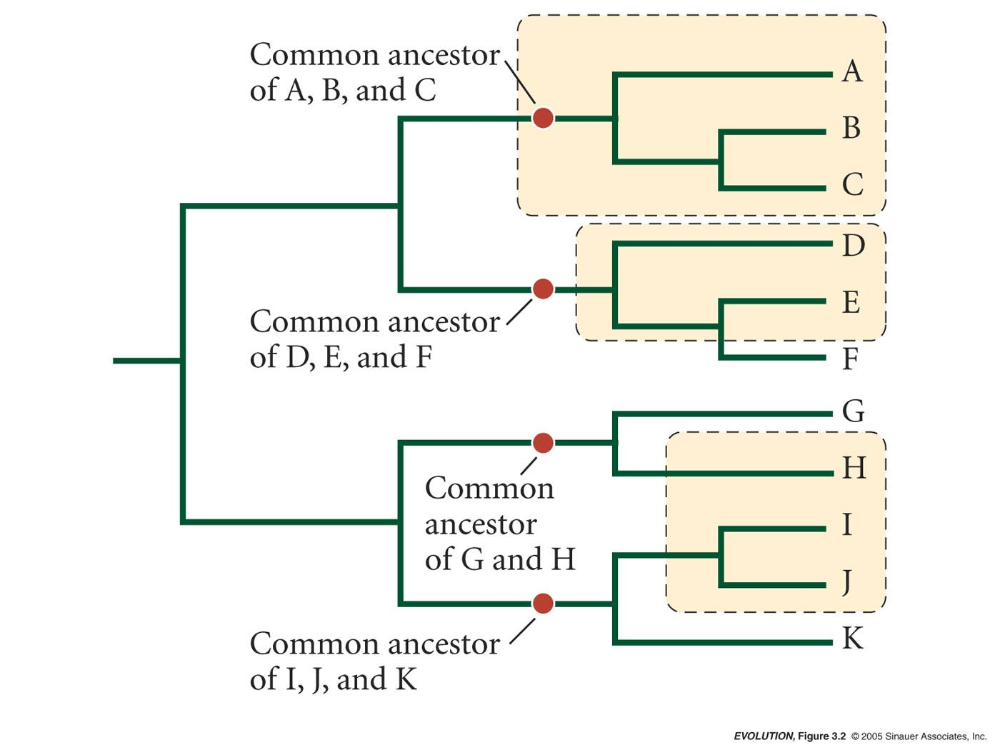 Common ancestor
of A, B, and C
A
B
C
D
E
Common ancestor
of D, E, and F
F
G
H
Common
ancestor
of G and H
I
J
K
Common ancestor
of I, J, and K
EVOLUTION, Figure 3.2 © 2005 Sinauer Associates, Inc.